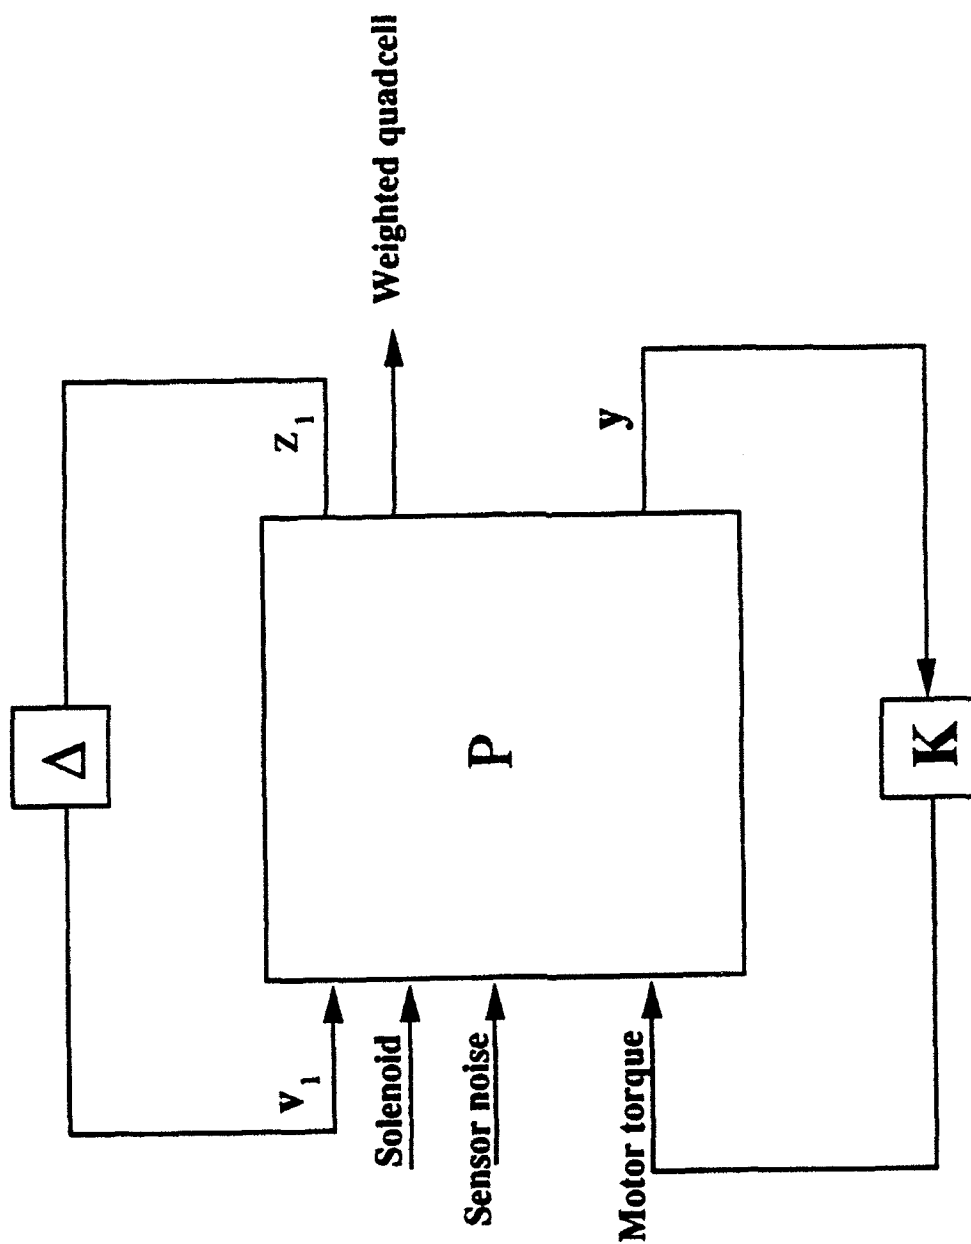 Δ
v1
z1
Solenoid
Weighted quadcell
Sensor noise
P
Motor torque
y
K